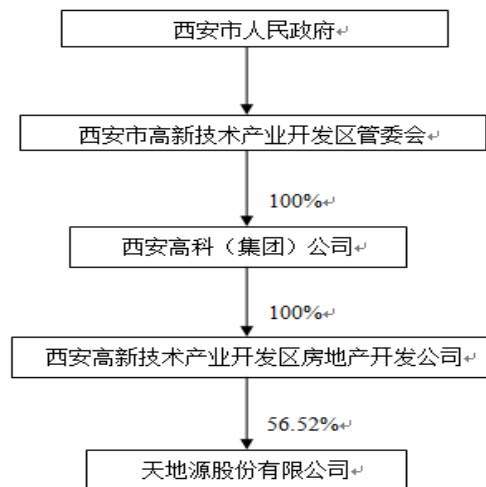 西安市人民政府
西安市高新技术产业开发区管委会
100%
西安高科（集团）公司
100%
西安高新技术产业开发区房地产开发公司
56.52%
天地源股份有限公司